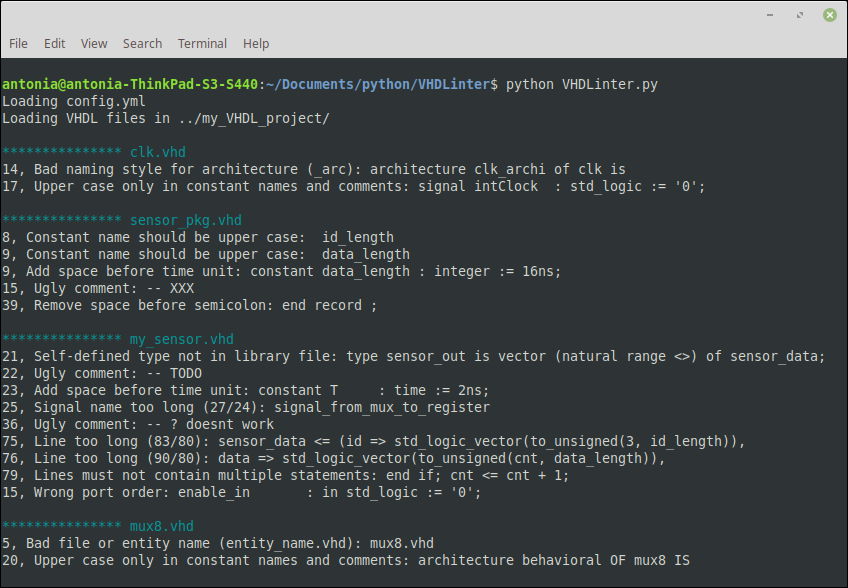 File Edit View Search Terminal Help
antonia@antonia-ThinkPad-S3-S440:~/Documents/python/VHDLinter$ python VHDLinter.py
Loading config.yml
Loading VHDL files in ../my_VHDL_project/
*************** clk.vhd
14, Bad naming style for architecture (_arc): architecture clk_archi of clk is
17, Upper case only in constant names and comments: signal intClock  : std_logic := '0';
*************** sensor_pkg.vhd
8, Constant name should be upper case:  id_length
9, Constant name should be upper case:  data_length
9, Add space before time unit: constant data_length : integer := 16ns;
15, Ugly comment: -- XXX
39, Remove space before semicolon: end record ;
*************** my_sensor.vhd
21, Self-defined type not in library file: type sensor_out is vector (natural range <>) of sensor_data;
22, Ugly comment: -- TODO
23, Add space before time unit: constant T     : time := 2ns;
25, Signal name too long (27/24): signal_from_mux_to_register
36, Ugly comment: -- ? doesnt work
75, Line too long (83/80): sensor_data <= (id => std_logic_vector(to_unsigned(3, id_length)),
76, Line too long (90/80): data => std_logic_vector(to_unsigned(cnt, data_length)),
79, Lines must not contain multiple statements: end if; cnt <= cnt + 1;
15, Wrong port order: enable_in       : in std_logic := '0';
*************** mux8.vhd
5, Bad file or entity name (entity_name.vhd): mux8.vhd
20, Upper case only in constant names and comments: architecture behavioral OF mux8 IS